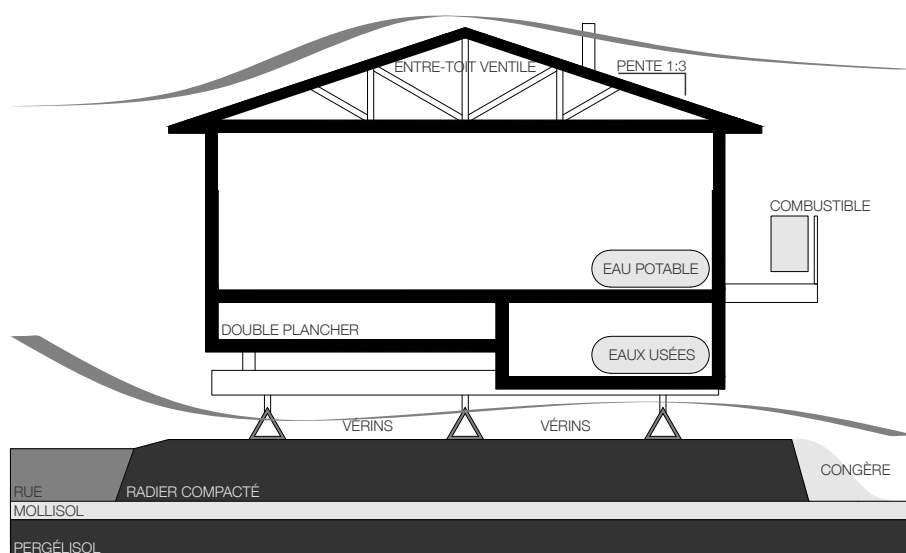 ENTRE-TOIT VENTILÉ
PENTE 1:3
COMBUSTIBLE
EAU POTABLE
DOUBLE PLANCHER
EAUX USÉES
VÉRINS
VÉRINS
CONGÈRE
RUE
RADIER COMPACTÉ
MOLLISOL
PERGÉLISOL